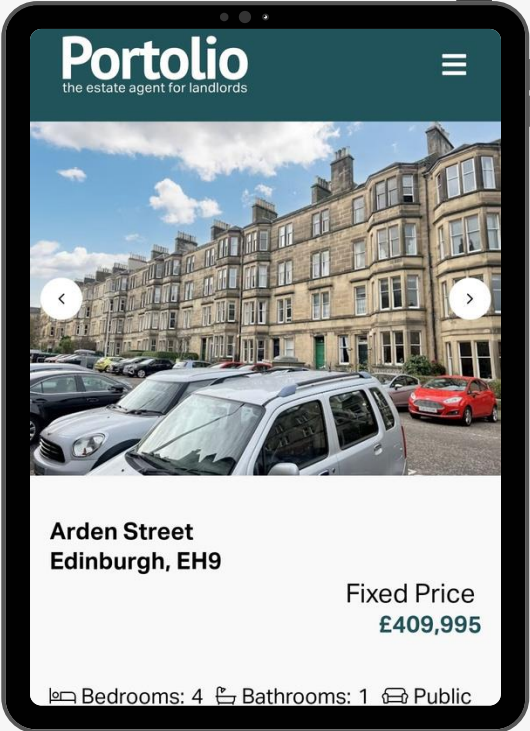 Portolio
the estate agent for landlords
Arden Street
Edinburgh, EH9
Fixed Price
£409,995
Bedrooms: 4 Bathrooms: 1 Public